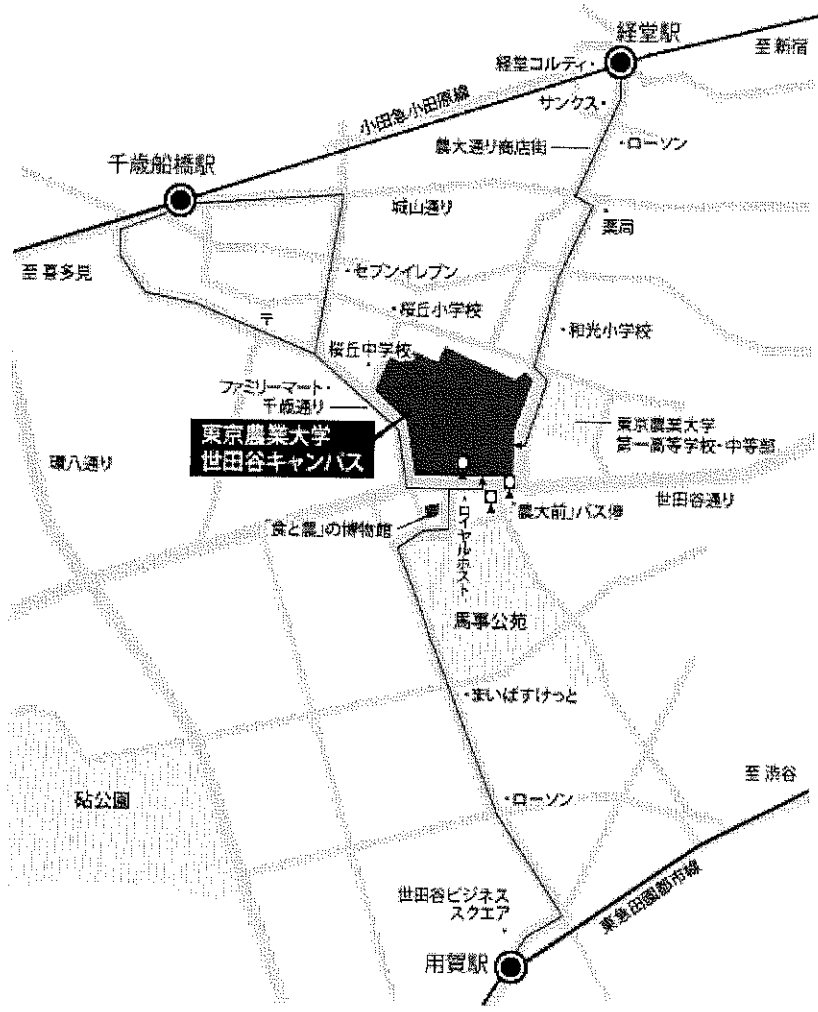 経堂駅
至新宿
経堂コルティ
サンクス
小田急小田原線
農大通り商店街
ローソン
千歳船橋駅
城山通り
薬局
至喜多見
セブンイレブン
〒
桜丘小学校
和光小学校
桜丘中学校
ファミリーマート
千歳通り
東京農業大学
世田谷キャンパス
東京農業大学
第一高等学校・中等部
環八通り
世田谷通り
「農大前」バス停
「食と農」の博物館
ロイヤルホスト
馬事公苑
まいばすけっと
至渋谷
砧公園
ローソン
世田谷ビジネス
スクエア
東急田園都市線
用賀駅